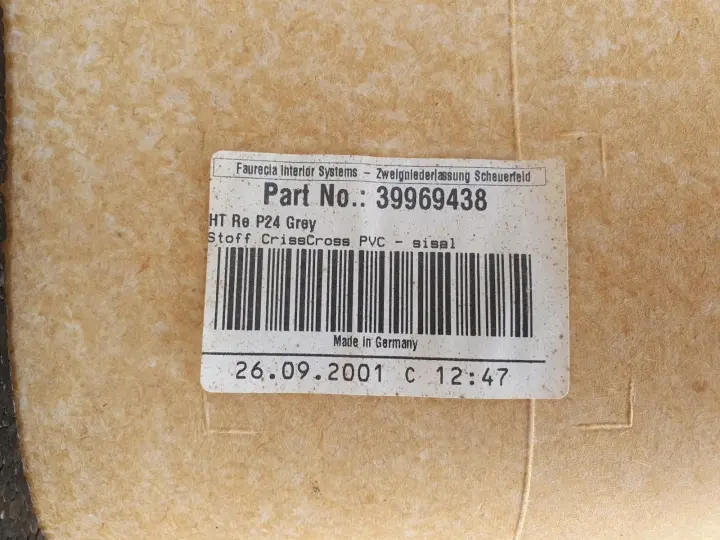 Faurecia Interior Systems - Zweigniederlassung Scheuerfeld
Part No.: 39969438
HT Re P24 Grey
Stoff CrissCross PVC - sisal
Made in Germany
26.09.2001 C 12:47